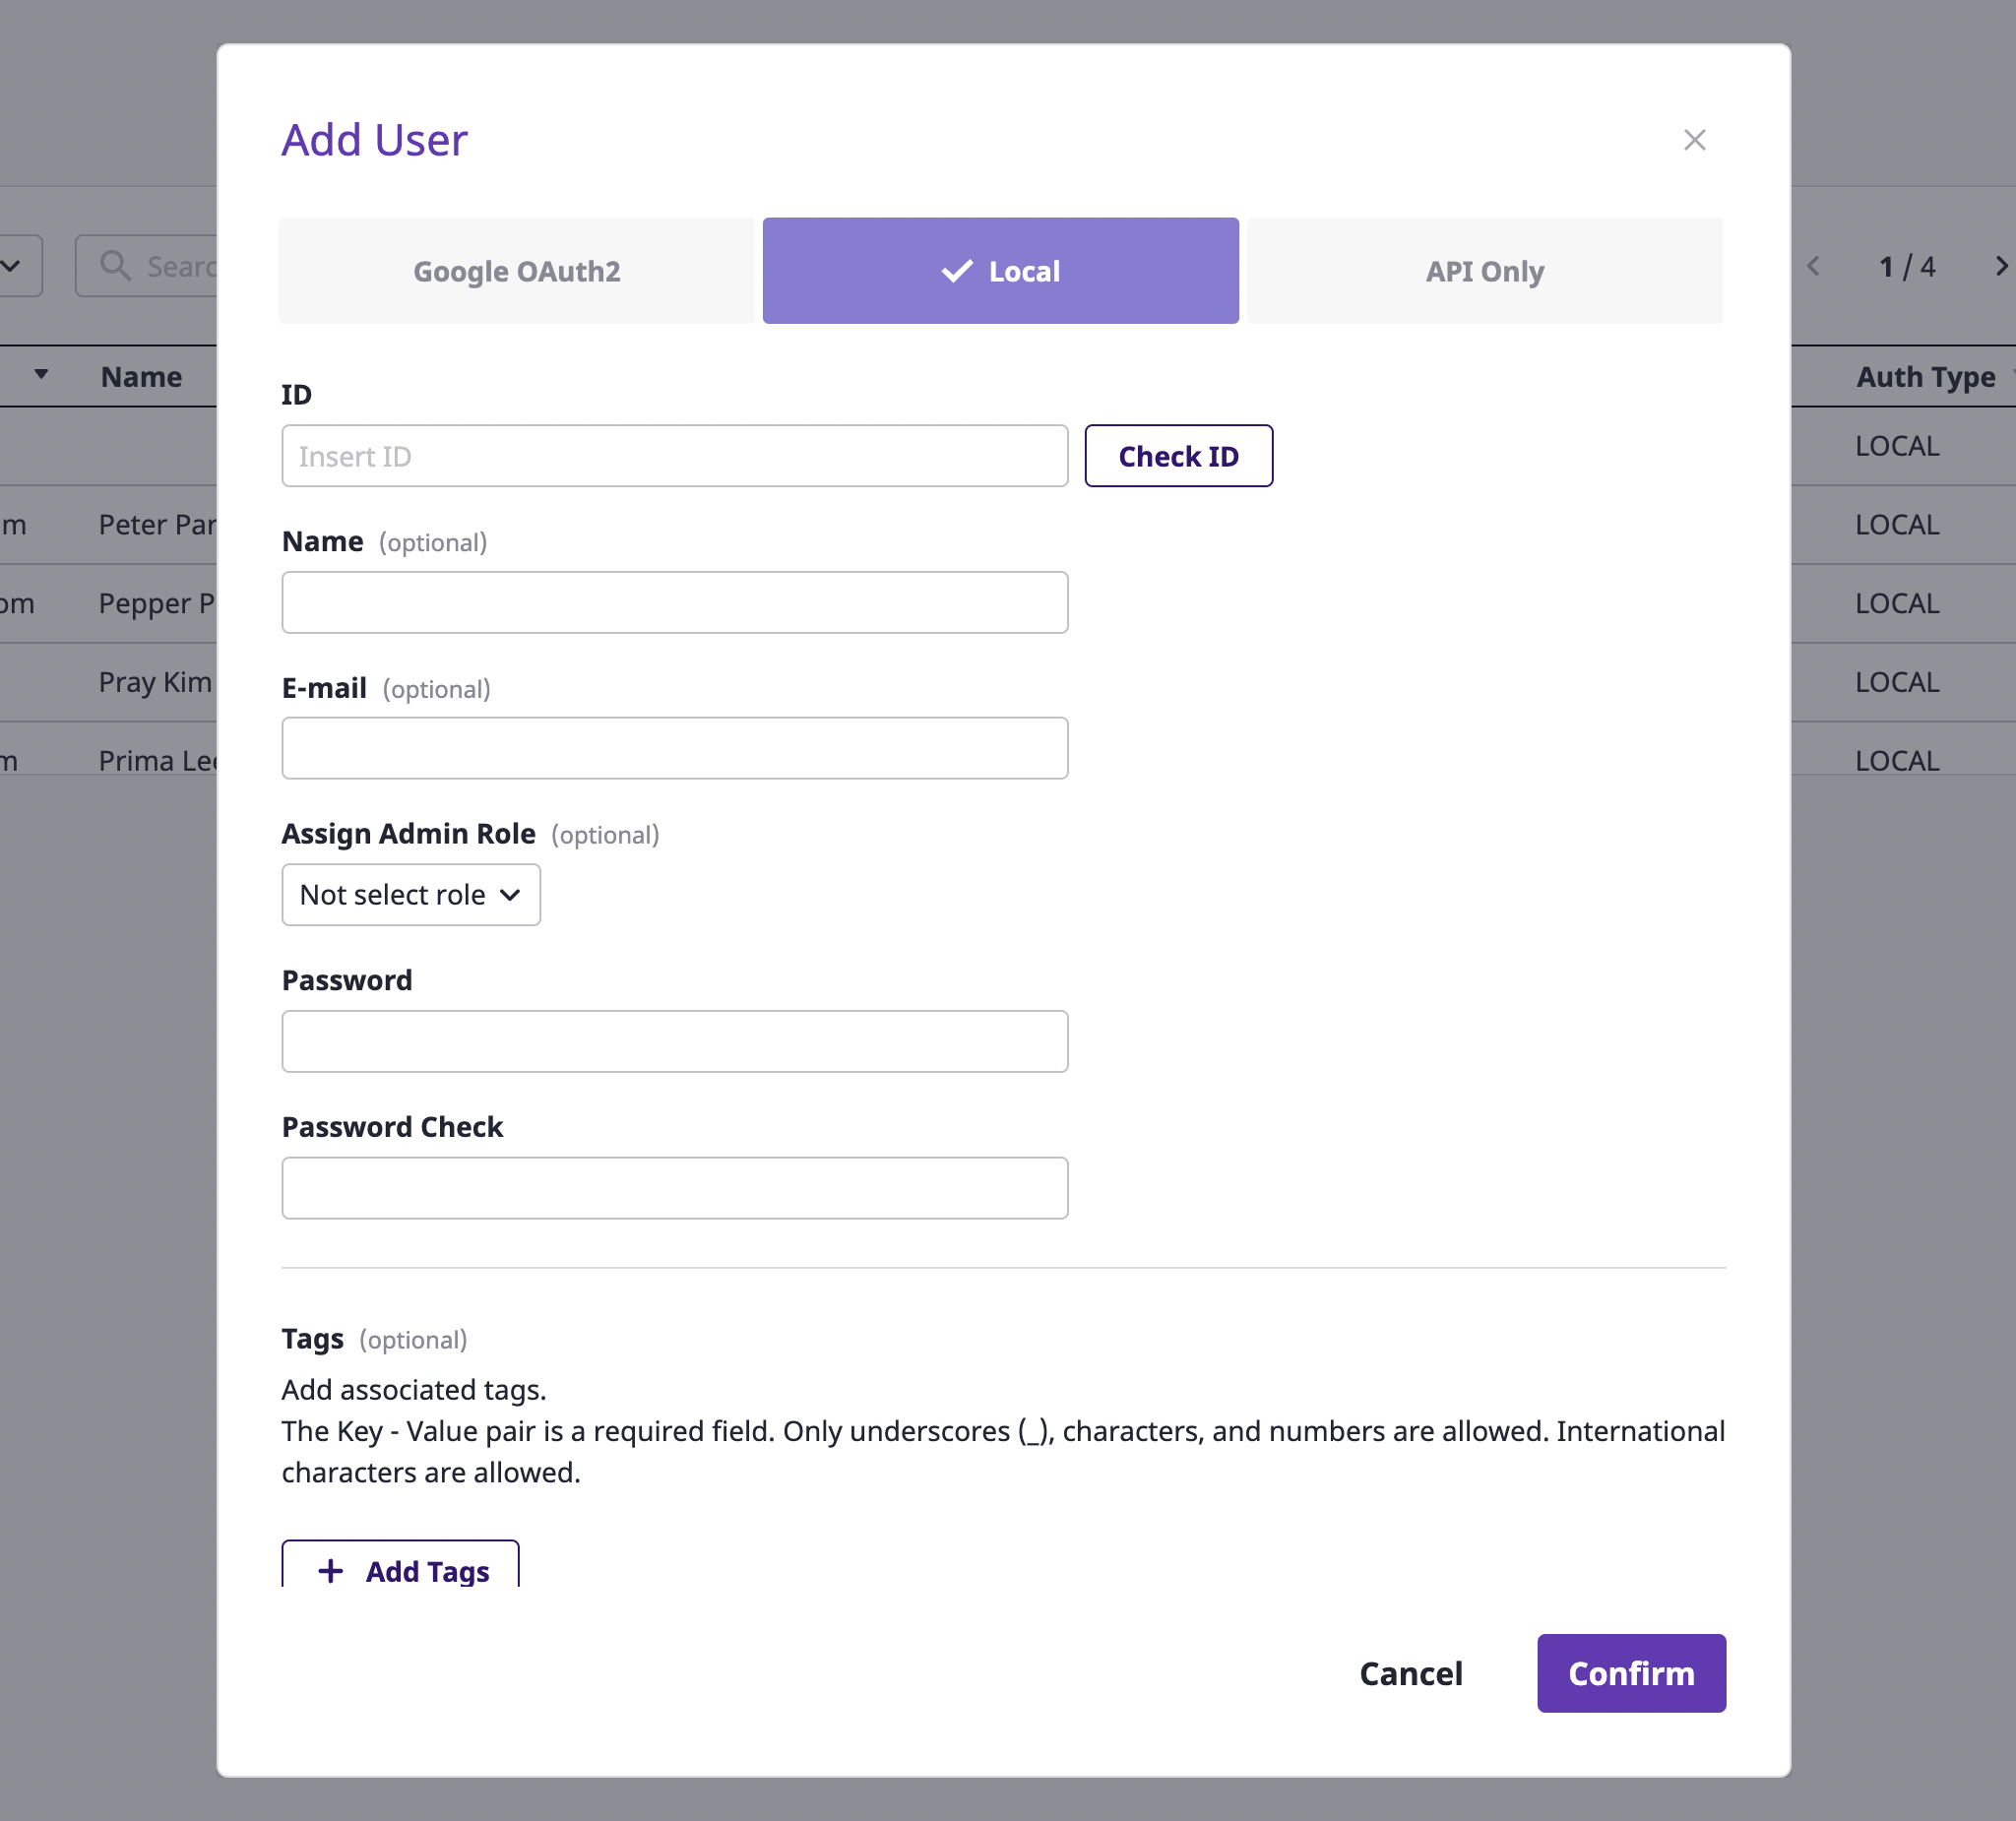 Add User
Google OAuth2
Local
API Only
Searc
1 / 4
Name
Auth Type
ID
Insert ID
Check ID
LOCAL
m
Peter Par
LOCAL
Name (optional)
om
Pepper P
LOCAL
E-mail (optional)
Pray Kim
LOCAL
m
Prima Lee
LOCAL
Assign Admin Role (optional)
Not select role
Password
Password Check
Tags (optional)
Add associated tags.
The Key - Value pair is a required field. Only underscores (_), characters, and numbers are allowed. International
characters are allowed.
+ Add Tags
Cancel
Confirm